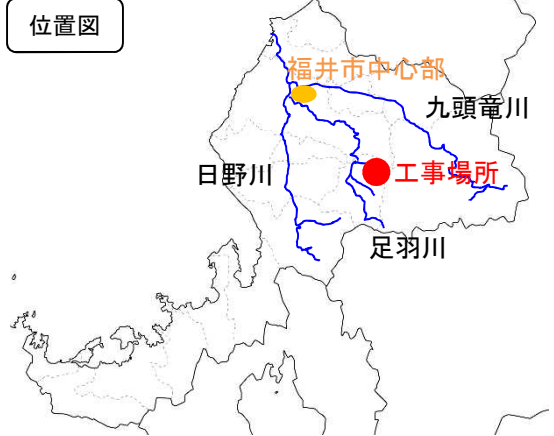 位置図
福井市中心部
九頭竜川
日野川
工事場所
足羽川